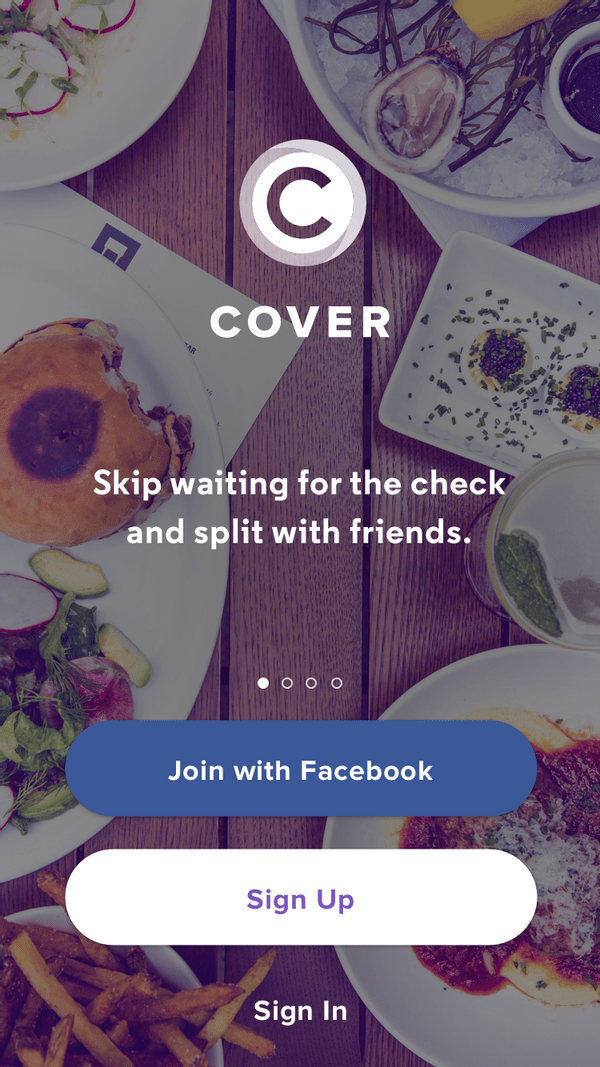 C
COVER
Skip waiting for the check
and split with friends.
Join with Facebook
Sign Up
Sign In